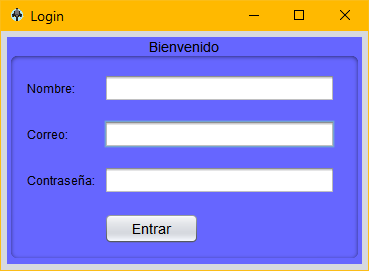 Login
Bienvenido
Nombre:
Correo:
Contraseña:
Entrar